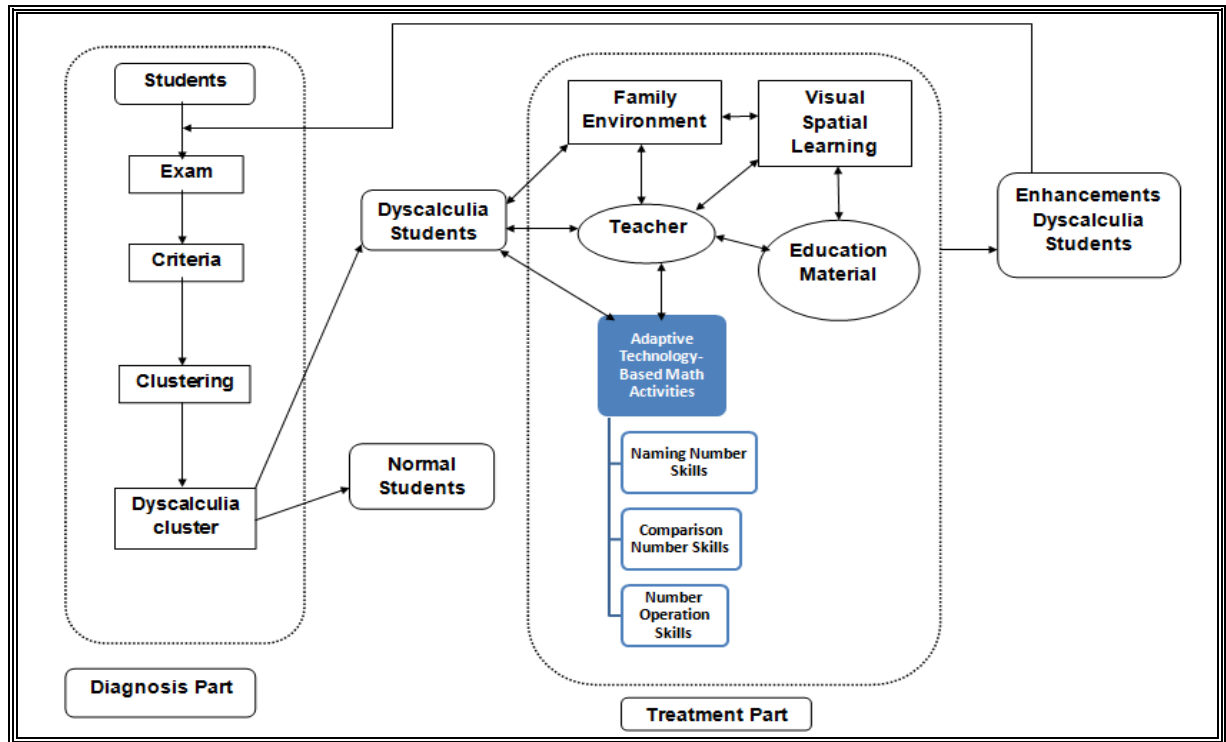 Students
Exam
Criteria
Clustering
Dyscalculia
cluster
Diagnosis Part
Dyscalculia
Students
Normal
Students
Family
Environment
Visual
Spatial
Learning
Teacher
Education
Material
Adaptive
Technology-
Based Math
Activities
Naming Number
Skills
Comparison
Number Skills
Number
Operation
Skills
Treatment Part
Enhancements
Dyscalculia
Students